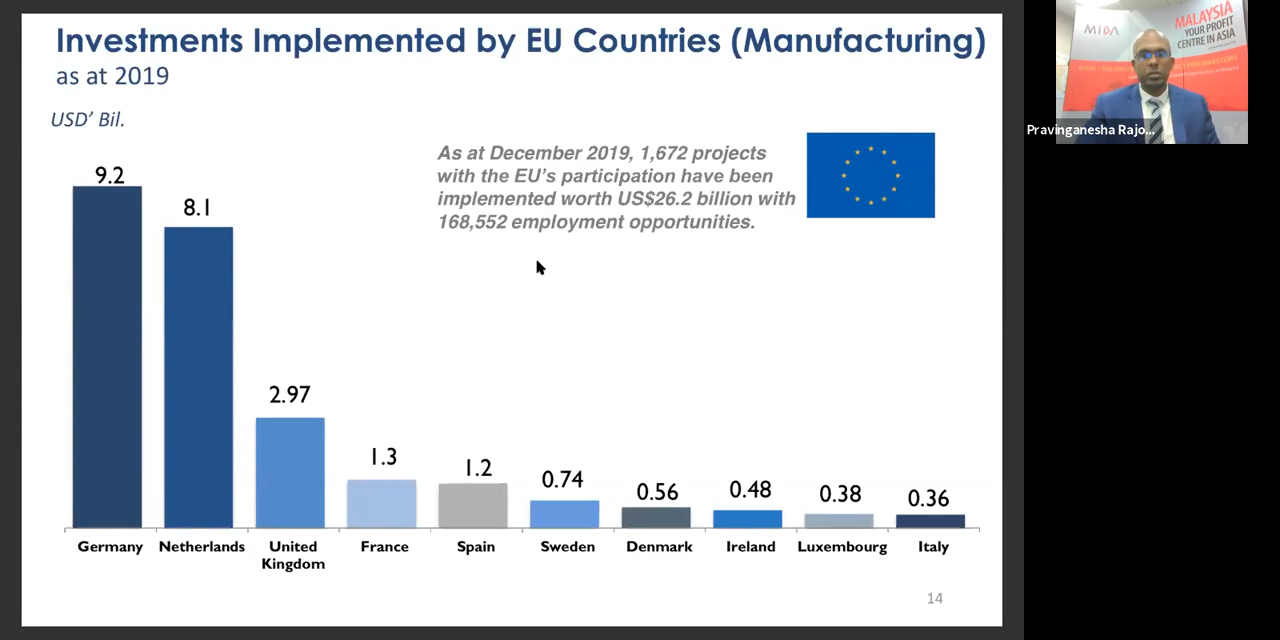 Investments Implemented by EU Countries (Manufacturing)
as at 2019
USD’ Bil.
As at December 2019, 1,672 projects
with the EU’s participation have been
implemented worth US$26.2 billion with
168,552 employment opportunities.
9.2
8.1
2.97
1.3
1.2
0.74
0.56
0.48
0.38
0.36
Germany
Netherlands
United
Kingdom
France
Spain
Sweden
Denmark
Ireland
Luxembourg
Italy
14
MIDA
MALAYSIA
YOUR PROFIT
CENTRE IN ASIA
Pravinganesha Rajo...